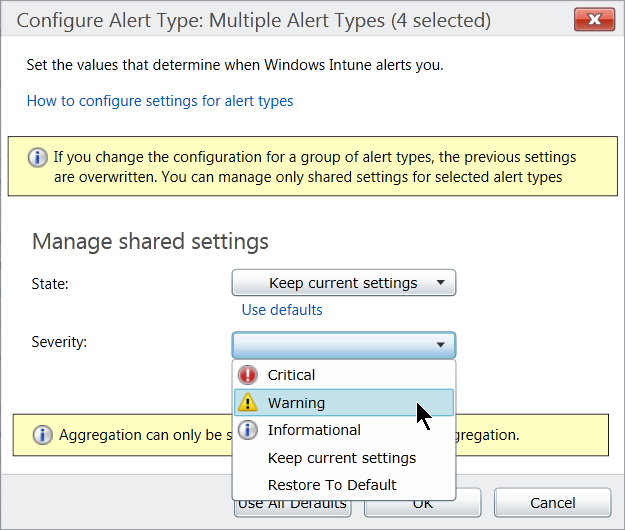 Configure Alert Type: Multiple Alert Types (4 selected)
Set the values that determine when Windows Intune alerts you.
How to configure settings for alert types
If you change the configuration for a group of alert types, the previous settings
are overwritten. You can manage only shared settings for selected alert types
Manage shared settings
State:
Keep current settings
Use defaults
Severity:
Critical
Warning
Informational
Aggregation can only be s
gregation.
Keep current settings
Restore To Default
Use All Defaults
OK
Cancel